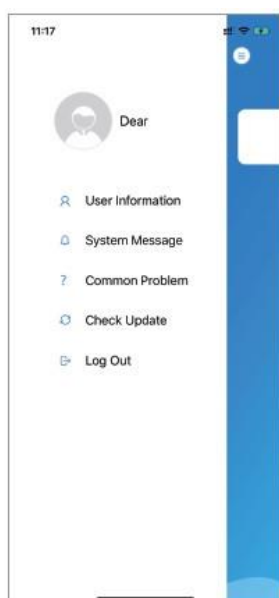 11:17
Dear
User Information
System Message
? Common Problem
Check Update
Log Out